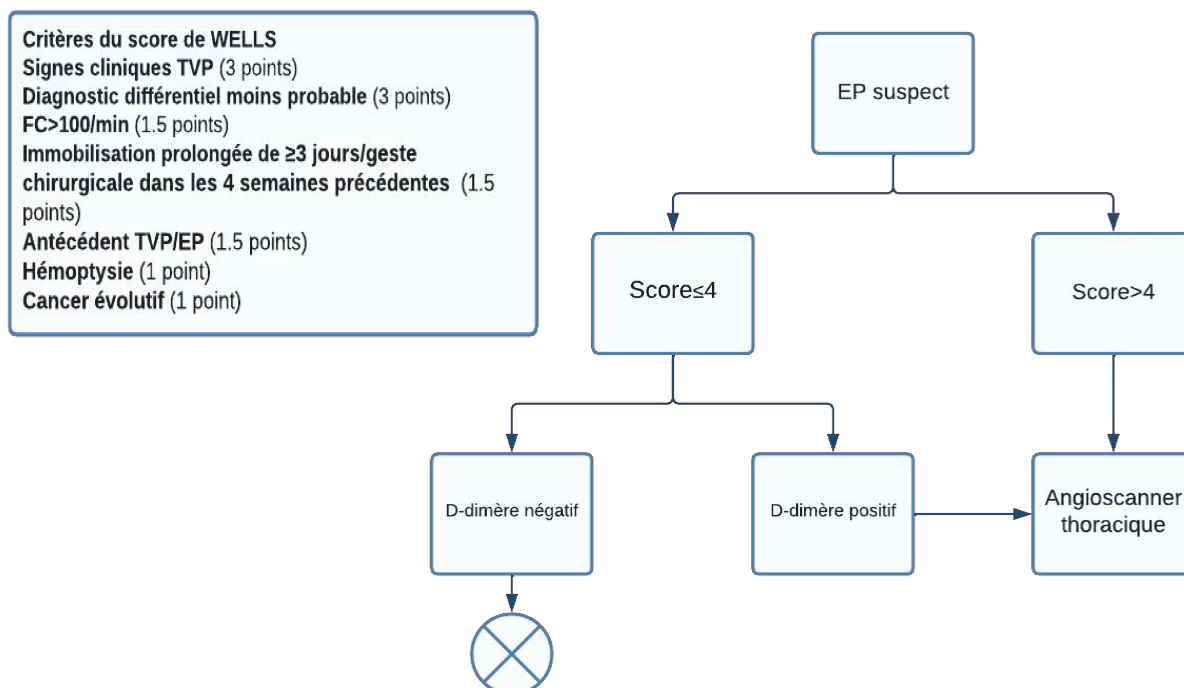 Critères du score de WELLS
Signes cliniques TVP (3 points)
Diagnostic différentiel moins probable (3 points)
FC>100/min (1.5 points)
Immobilisation prolongée de ≥3 jours/geste
chirurgicale dans les 4 semaines précédentes (1.5
points)
Antécédent TVP/EP (1.5 points)
Hémoptysie (1 point)
Cancer évolutif (1 point)
EP suspect
Score≤4
Score>4
D-dimère négatif
D-dimère positif
Angioscanner
thoracique